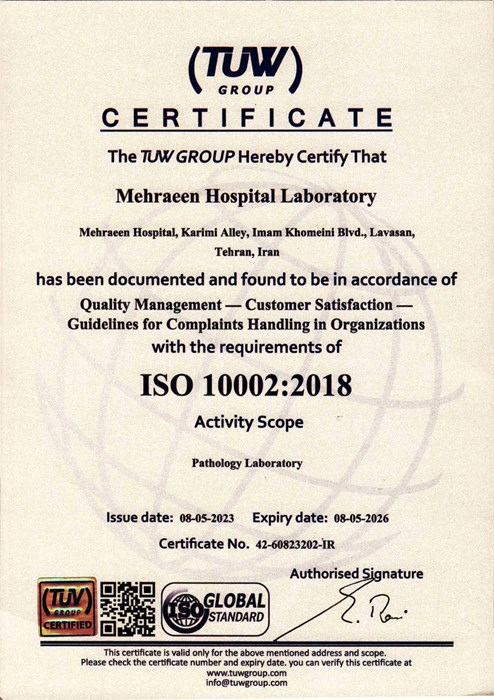 (TUW)
GROUP
CERTIFICATE
The TUW GROUP Hereby Certify That
Mehraeen Hospital Laboratory
Mehraeen Hospital, Karimi Alley, Imam Khomeini Blvd., Lavasan,
Tehran, Iran
has been documented and found to be in accordance of
Quality Management — Customer Satisfaction —
Guidelines for Complaints Handling in Organizations
with the requirements of
ISO 10002:2018
Activity Scope
Pathology Laboratory
Issue date: 08-05-2023 Expiry date: 08-05-2026
Certificate No. 42-60823202-IR
Authorised Signature
(TUV)
GROUP
CERTIFIED
ISO GLOBAL
STANDARD
This certificate is valid only for the above mentioned address and scope.
Please check the certificate number and expiry date. you can verify this certificate at
www.tuwgroup.com
info@tuwgroup.com